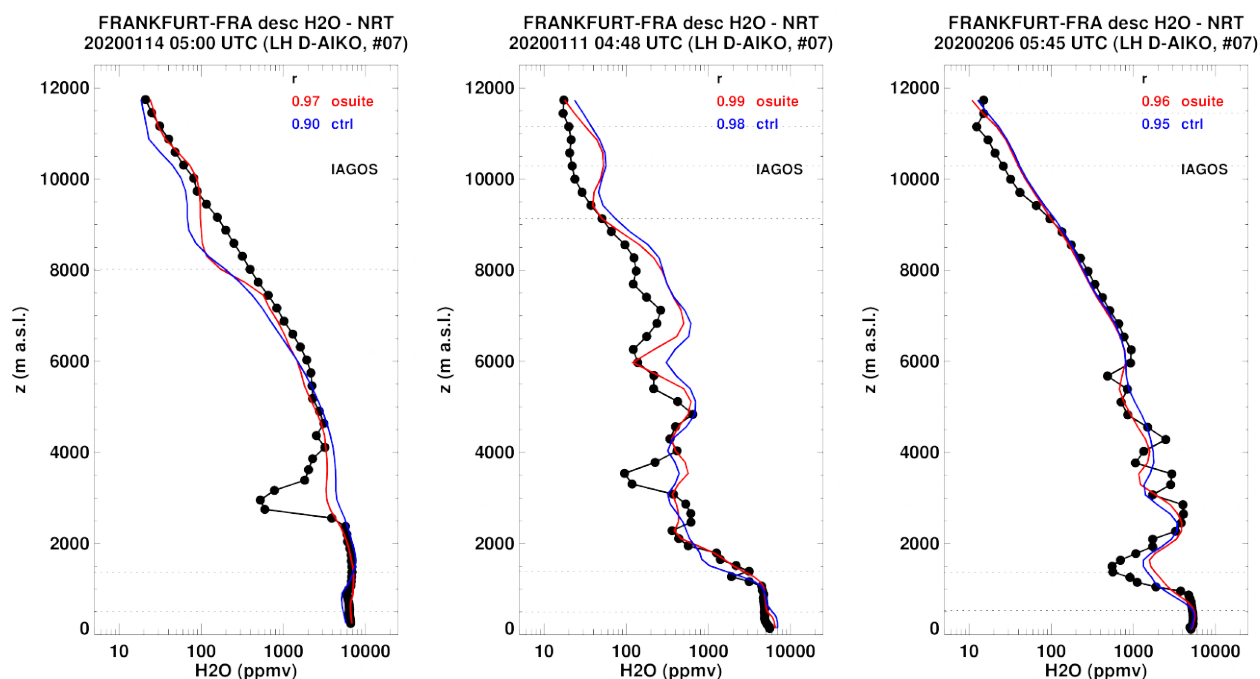 FRANKFURT-FRA desc H2O - NRT
20200114 05:00 UTC (LH D-AIKO, #07)
r
0.97 osuite
0.90 ctrl
IAGOS
12000
10000
8000
6000
4000
2000
0
z (m a.s.l.)
10 100 1000 10000
H2O (ppmv)
FRANKFURT-FRA desc H2O - NRT
20200111 04:48 UTC (LH D-AIKO, #07)
r
0.99 osuite
0.98 ctrl
IAGOS
12000
10000
8000
6000
4000
2000
0
z (m a.s.l.)
10 100 1000 10000
H2O (ppmv)
FRANKFURT-FRA desc H2O - NRT
20200206 05:45 UTC (LH D-AIKO, #07)
r
0.96 osuite
0.95 ctrl
IAGOS
12000
10000
8000
6000
4000
2000
0
z (m a.s.l.)
10 100 1000 10000
H2O (ppmv)